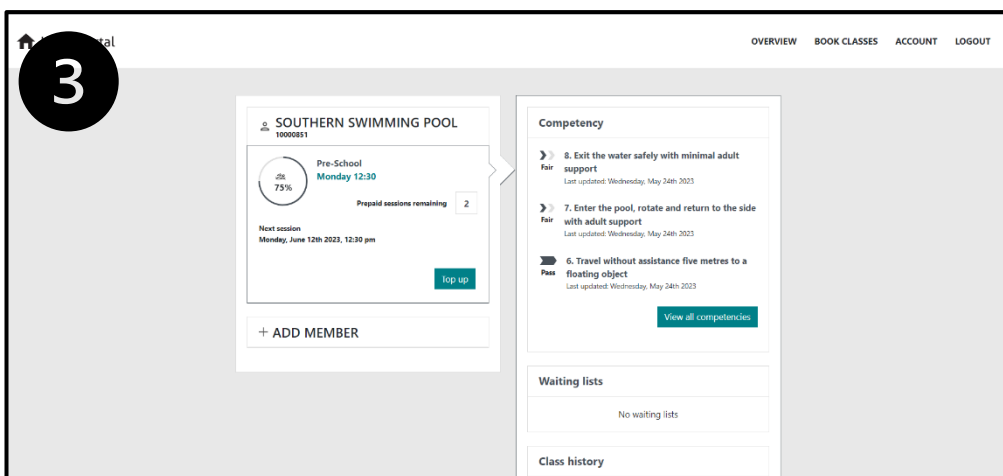 3
OVERVIEW BOOK CLASSES ACCOUNT LOGOUT
SOUTHERN SWIMMING POOL
10000851
75%
Pre-School
Monday 12:30
Prepaid sessions remaining 2
Next session
Monday, June 12th 2023, 12:30 pm
Top up
+ ADD MEMBER
Competency
Fair
8. Exit the water safely with minimal adult
support
Last updated: Wednesday, May 24th 2023
Fair
7. Enter the pool, rotate and return to the side
with adult support
Last updated: Wednesday, May 24th 2023
Pass
6. Travel without assistance five metres to a
floating object
Last updated: Wednesday, May 24th 2023
View all competencies
Waiting lists
No waiting lists
Class history